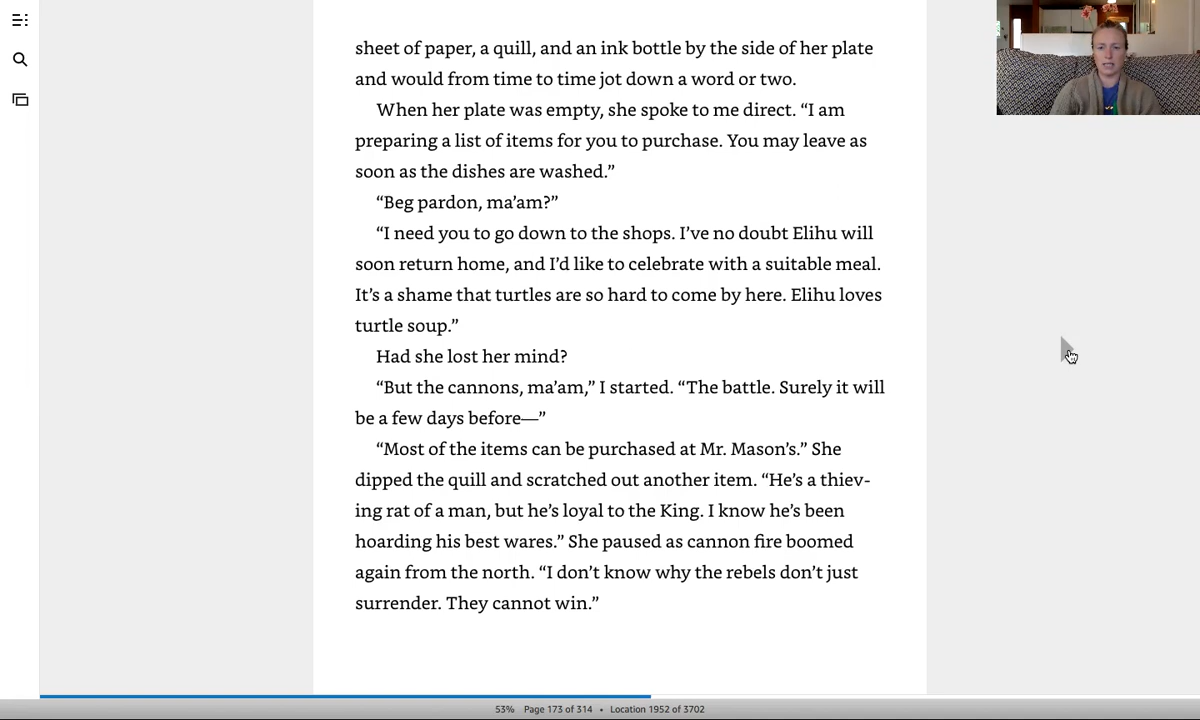 sheet of paper, a quill, and an ink bottle by the side of her plate
and would from time to time jot down a word or two.
When her plate was empty, she spoke to me direct. “I am
preparing a list of items for you to purchase. You may leave as
soon as the dishes are washed.”
“Beg pardon, ma’am?”
“I need you to go down to the shops. I’ve no doubt Elihu will
soon return home, and I’d like to celebrate with a suitable meal.
It’s a shame that turtles are so hard to come by here. Elihu loves
turtle soup.”
Had she lost her mind?
“But the cannons, ma’am,” I started. “The battle. Surely it will
be a few days before—”
“Most of the items can be purchased at Mr. Mason’s.” She
dipped the quill and scratched out another item. “He’s a thiev-
ing rat of a man, but he’s loyal to the King. I know he’s been
hoarding his best wares.” She paused as cannon fire boomed
again from the north. “I don’t know why the rebels don’t just
surrender. They cannot win.”
53% Page 173 of 314 • Location 1952 of 3702